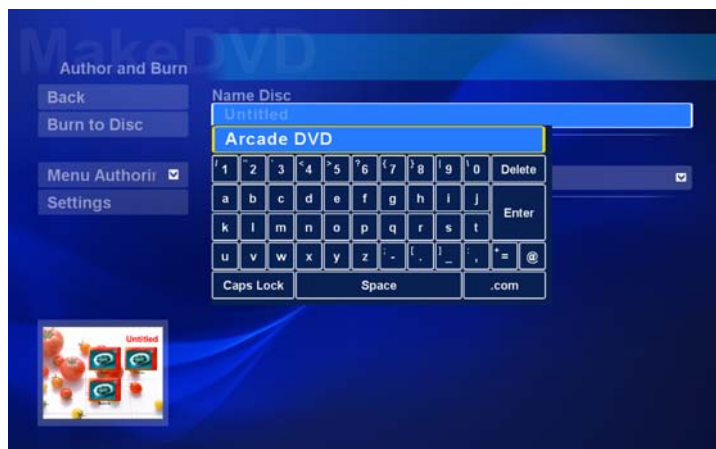 MakeDVD
Author and Burn
Back
Burn to Disc
Menu Authorir
Settings
Name Disc
Untitled
Arcade DVD
1 2 3 <4 >5 ?6 {7 }8 |9 \0 Delete
a b c d e f g h i j
Enter
k l m n o p q r s t
u v w x y z ;- [. ]_ :, += @
Caps Lock Space .com
Untitled